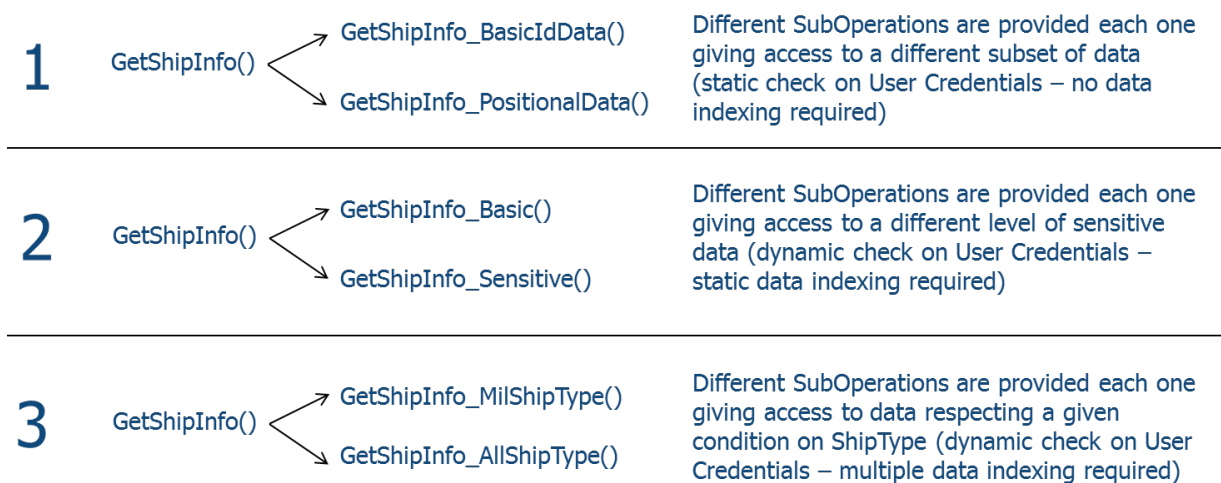 1
GetShipInfo()
GetShipInfo_BasicIdData()
GetShipInfo_PositionalData()
Different SubOperations are provided each one
giving access to a different subset of data
(static check on User Credentials – no data
indexing required)
2
GetShipInfo()
GetShipInfo_Basic()
GetShipInfo_Sensitive()
Different SubOperations are provided each one
giving access to a different level of sensitive
data (dynamic check on User Credentials –
static data indexing required)
3
GetShipInfo()
GetShipInfo_MilShipType()
GetShipInfo_AllShipType()
Different SubOperations are provided each one
giving access to data respecting a given
condition on ShipType (dynamic check on User
Credentials – multiple data indexing required)